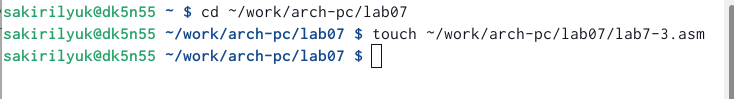 sakirilyuk@dk5n55 ~ $ cd ~/work/arch-pc/lab07
sakirilyuk@dk5n55 ~/work/arch-pc/lab07 $ touch ~/work/arch-pc/lab07/lab7-3.asm
sakirilyuk@dk5n55 ~/work/arch-pc/lab07 $